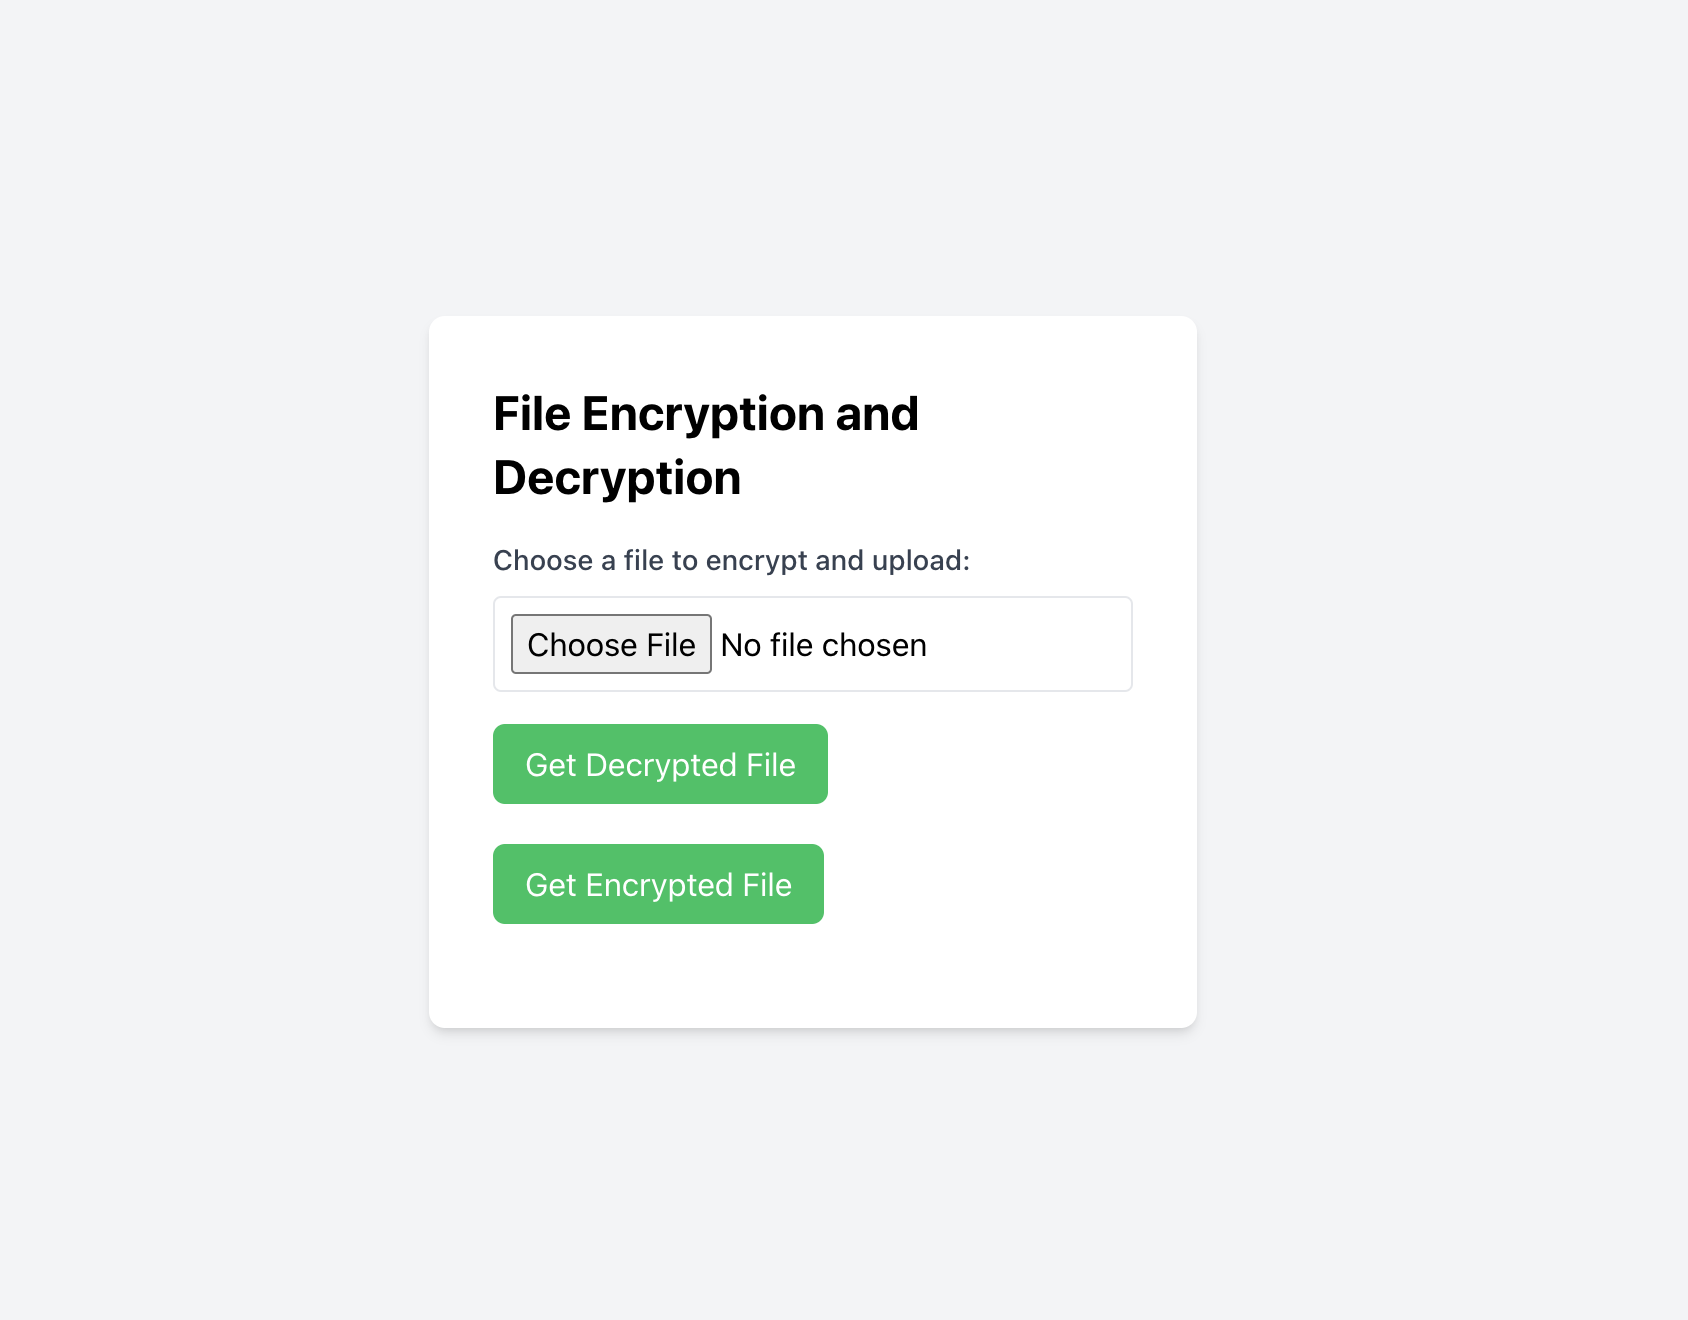 File Encryption and
Decryption
Choose a file to encrypt and upload:
Choose File No file chosen
Get Decrypted File
Get Encrypted File